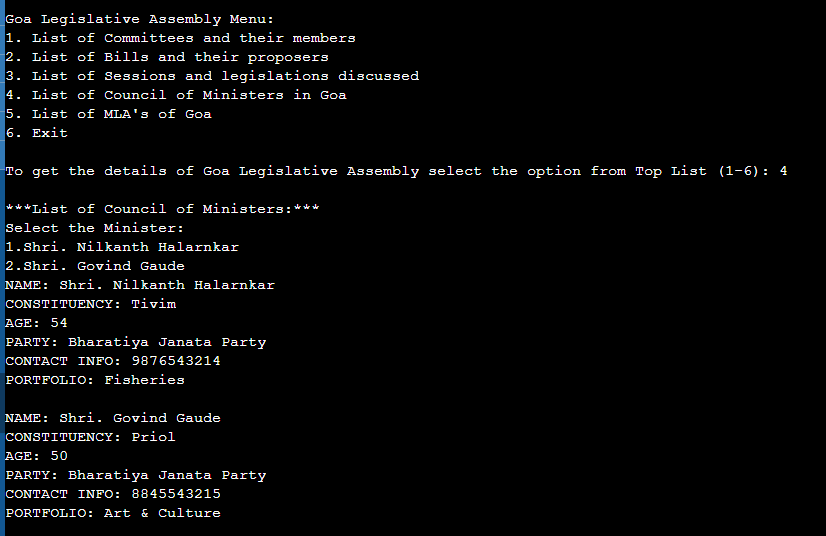 Goa Legislative Assembly Menu:
1. List of Committees and their members
2. List of Bills and their proposers
3. List of Sessions and legislations discussed
4. List of Council of Ministers in Goa
5. List of MLA's of Goa
6. Exit
To get the details of Goa Legislative Assembly select the option from Top List (1-6): 4
***List of Council of Ministers:***
Select the Minister:
1.Shri. Nilkanth Halarnkar
2.Shri. Govind Gaude
NAME: Shri. Nilkanth Halarnkar
CONSTITUENCY: Tivim
AGE: 54
PARTY: Bharatiya Janata Party
CONTACT INFO: 9876543214
PORTFOLIO: Fisheries
NAME: Shri. Govind Gaude
CONSTITUENCY: Priol
AGE: 50
PARTY: Bharatiya Janata Party
CONTACT INFO: 8845543215
PORTFOLIO: Art & Culture